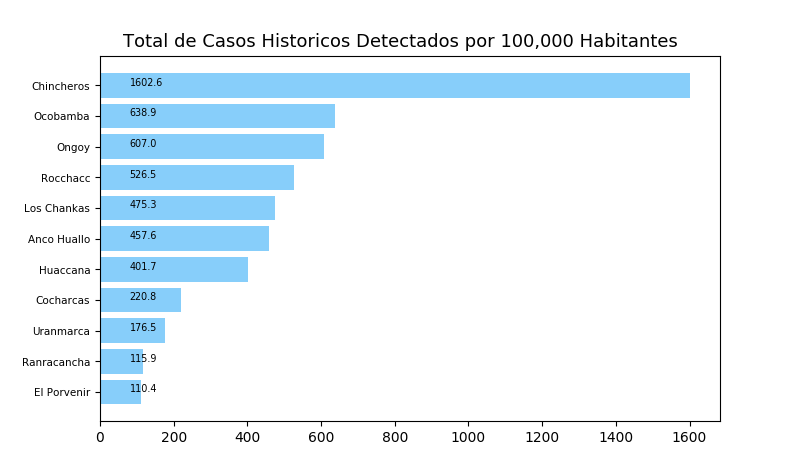 Total de Casos Historicos Detectados por 100,000 Habitantes
Chincheros 1602.6
Ocobamba 638.9
Ongoy 607.0
Rocchacc 526.5
Los Chankas 475.3
Anco Huallo 457.6
Huaccana 401.7
Cocharcas 220.8
Uranmarca 176.5
Ranracancha 115.9
El Porvenir 110.4
0 200 400 600 800 1000 1200 1400 1600